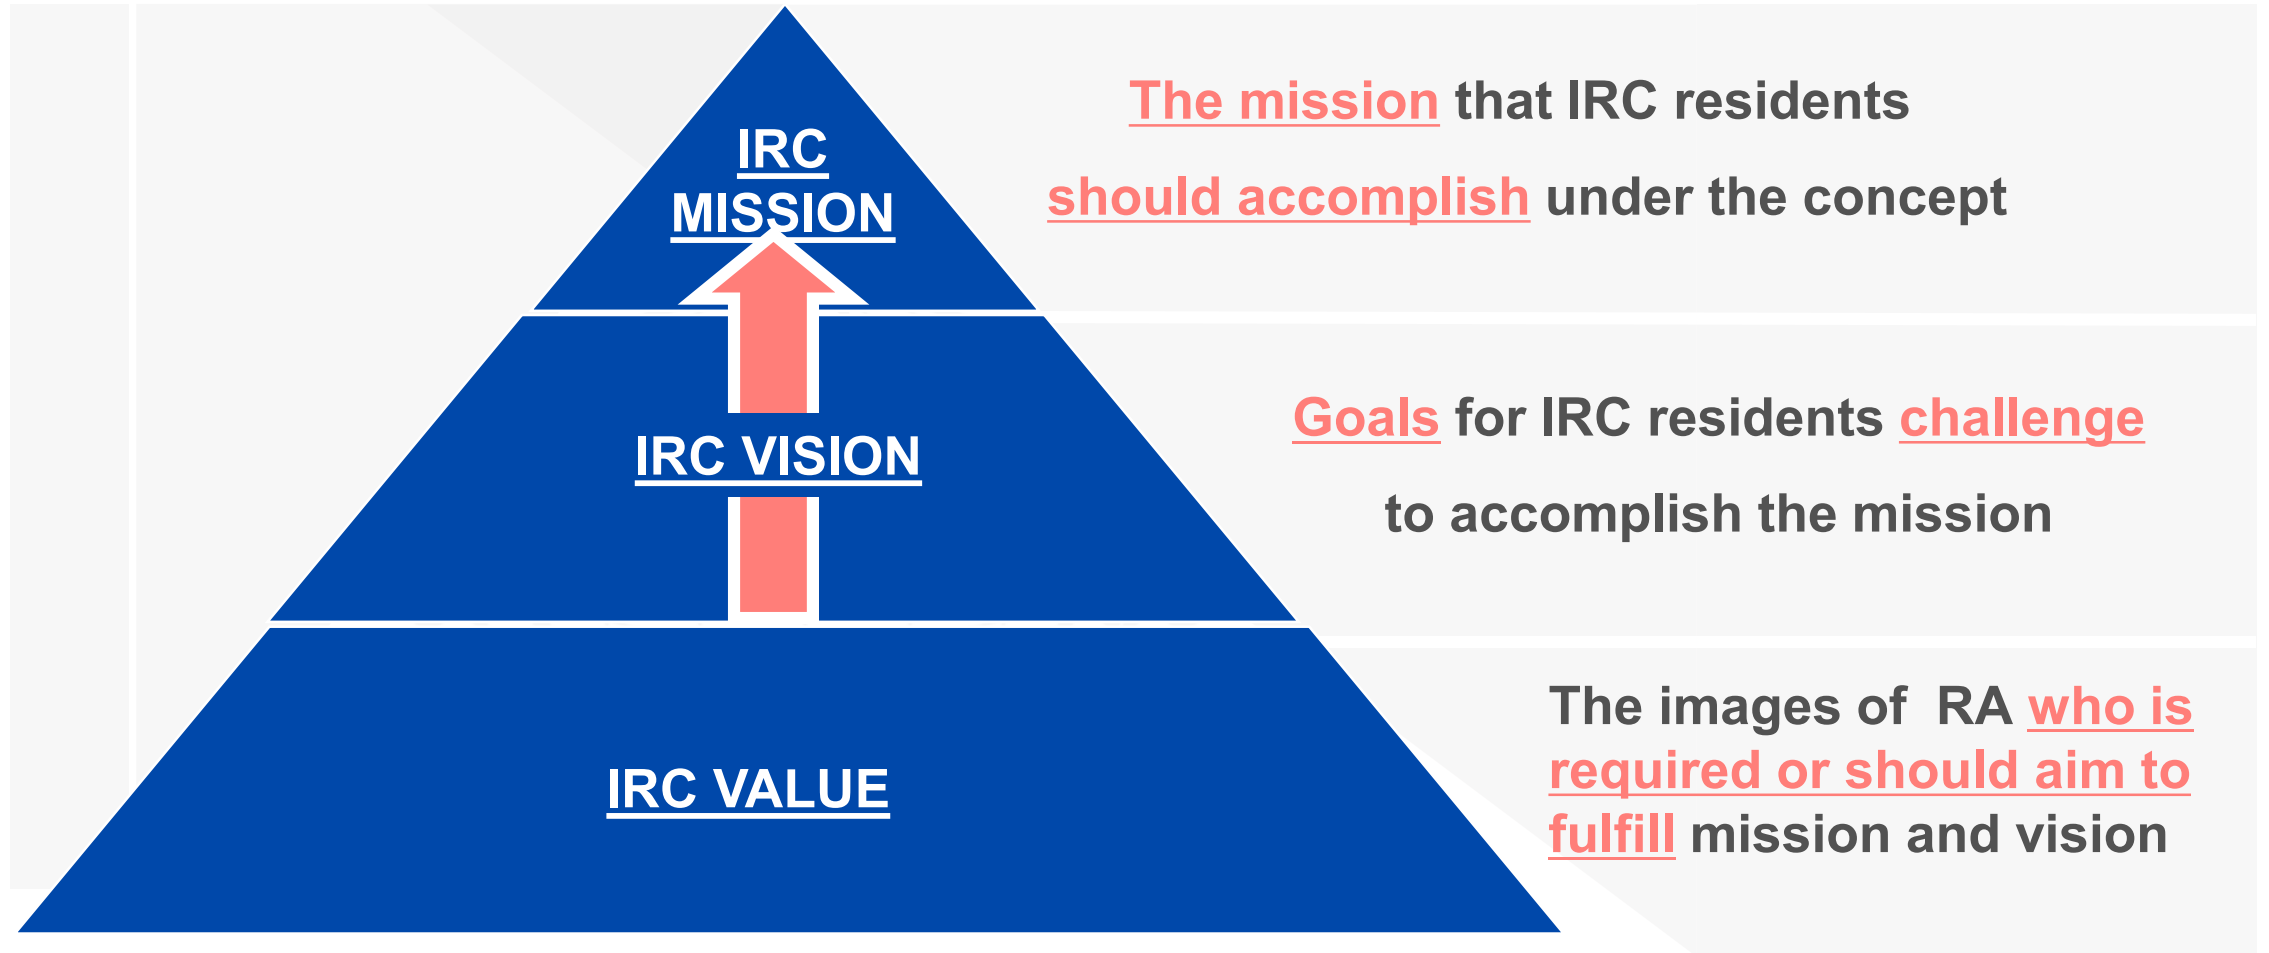 IRC
MISSION
The mission that IRC residents
should accomplish under the concept
IRC VISION
Goals for IRC residents challenge
to accomplish the mission
IRC VALUE
The images of  RA who is
required or should aim to
fulfill mission and vision